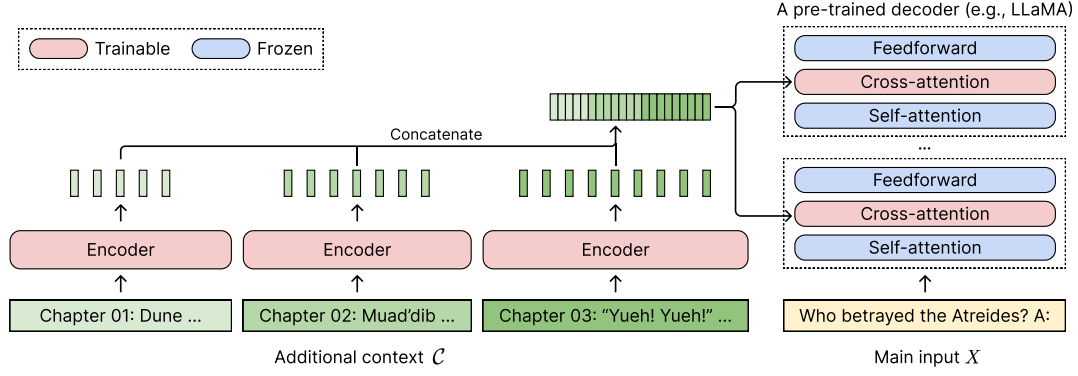 A pre-trained decoder (e.g., LLaMA)
Trainable
Frozen
Feedforward
Cross-attention
Self-attention
...
Feedforward
Cross-attention
Self-attention
Concatenate
Encoder
Encoder
Encoder
Chapter 01: Dune ...
Chapter 02: Muad’dib ...
Chapter 03: “Yueh! Yueh!” ...
Who betrayed the Atreides? A:
Additional context 𝒞
Main input X